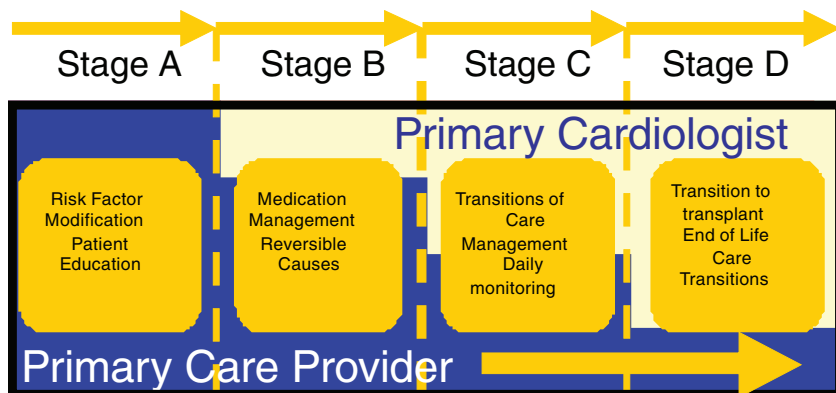 Stage A
Stage B
Stage C
Stage D
Primary Cardiologist
Risk Factor
Modification
Patient
Education
Medication
Management
Reversible
Causes
Transitions of
Care
Management
Daily
monitoring
Transition to
transplant
End of Life
Care
Transitions
Primary Care Provider